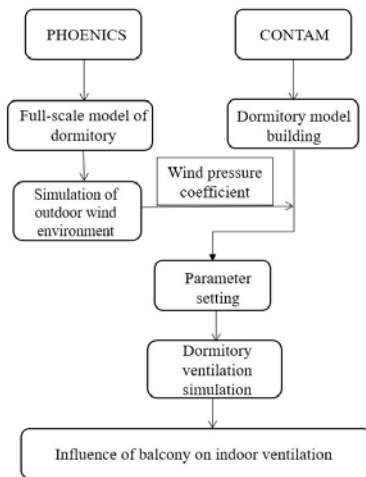 PHOENICS
CONTAM
Full-scale model of
dormitory
Dormitory model
building
Wind pressure
coefficient
Simulation of
outdoor wind
environment
Parameter
setting
Dormitory
ventilation
simulation
Influence of balcony on indoor ventilation